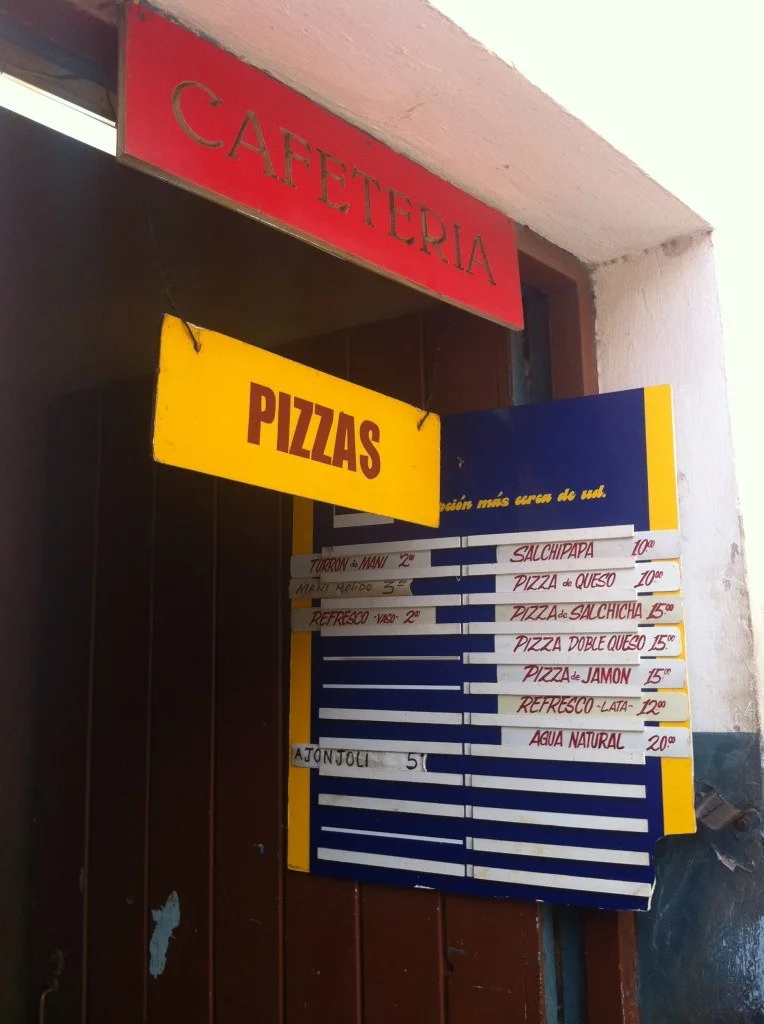 CAFETERIA
PIZZAS
más cerca de ud.
TURRON de MANI 2⁰⁰
MANI MOLIDO 3⁰⁰
REFRESCO -VASO- 2⁰⁰
AJONJOLI 5
SALCHIPAPA 10⁰⁰
PIZZA de QUESO 10⁰⁰
PIZZA de SALCHICHA 15⁰⁰
PIZZA DOBLE QUESO 15⁰⁰
PIZZA de JAMON 15⁰⁰
REFRESCO -LATA- 12⁰⁰
AGUA NATURAL 20⁰⁰